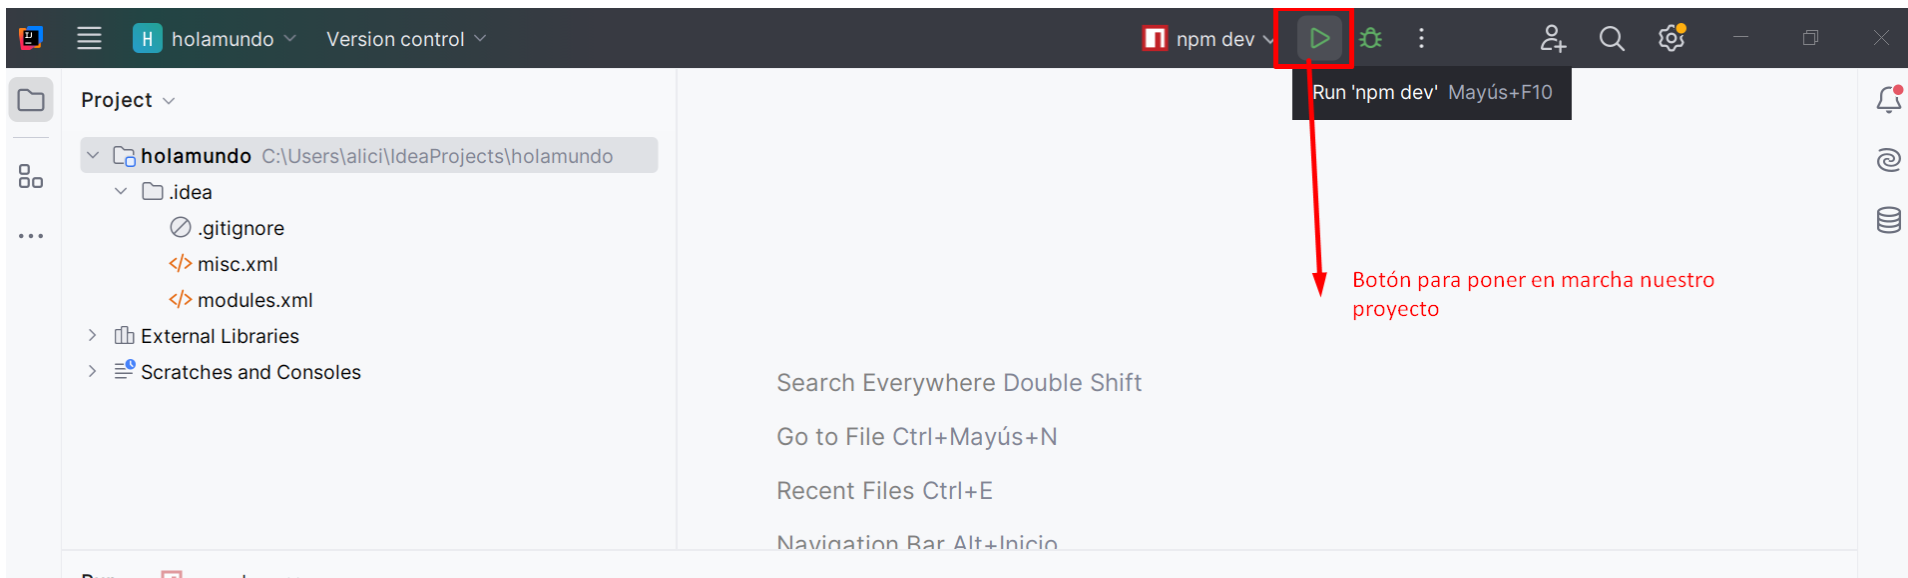 H holamundo Version control npm dev
Project
Run 'npm dev' Mayús+F10
holamundo C:\Users\alici\IdeaProjects\holamundo
.idea
.gitignore
</> misc.xml
</> modules.xml
External Libraries
Scratches and Consoles
Botón para poner en marcha nuestro
proyecto
Search Everywhere Double Shift
Go to File Ctrl+Mayús+N
Recent Files Ctrl+E
Navigation Bar Alt+Inicio